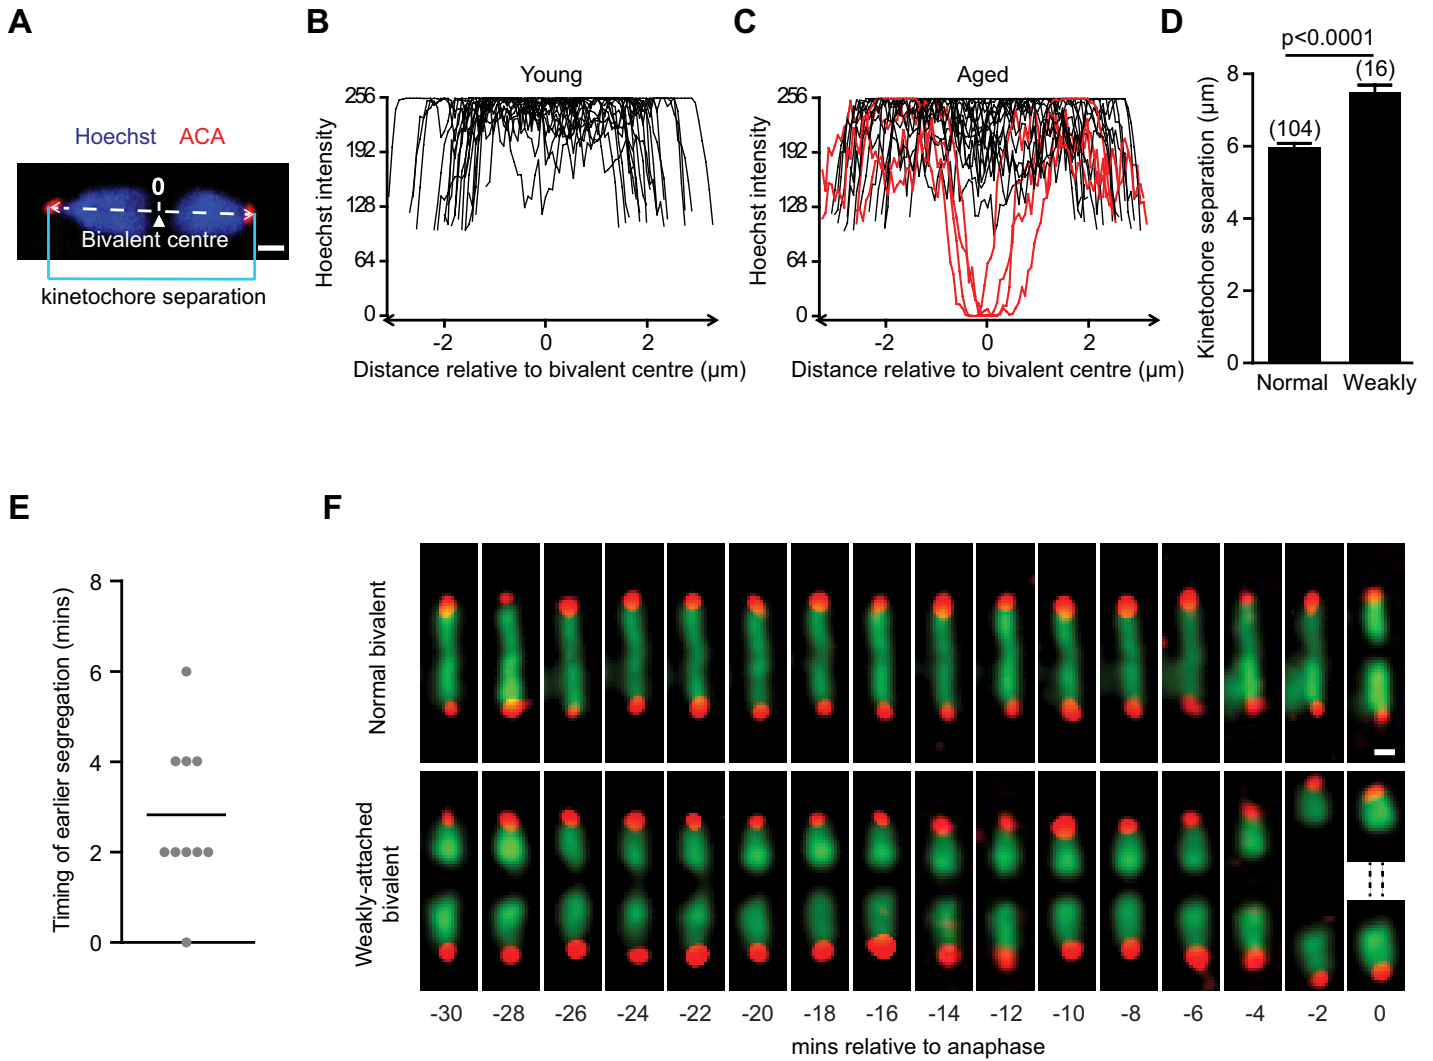 A
Hoechst ACA
0
Bivalent centre
kinetochore separation
B
Young
Hoechst intensity
256
192
128
64
0
-2 0 2
Distance relative to bivalent centre (µm)
C
Aged
Hoechst intensity
256
192
128
64
0
-2 0 2
Distance relative to bivalent centre (µm)
D
p<0.0001
(16)
(104)
Kinetochore separation (µm)
8
6
4
2
0
Normal Weakly
E
Timing of earlier segregation (mins)
8
6
4
2
0
F
Normal bivalent
Weakly-attached
bivalent
-30 -28 -26 -24 -22 -20 -18 -16 -14 -12 -10 -8 -6 -4 -2 0
mins relative to anaphase